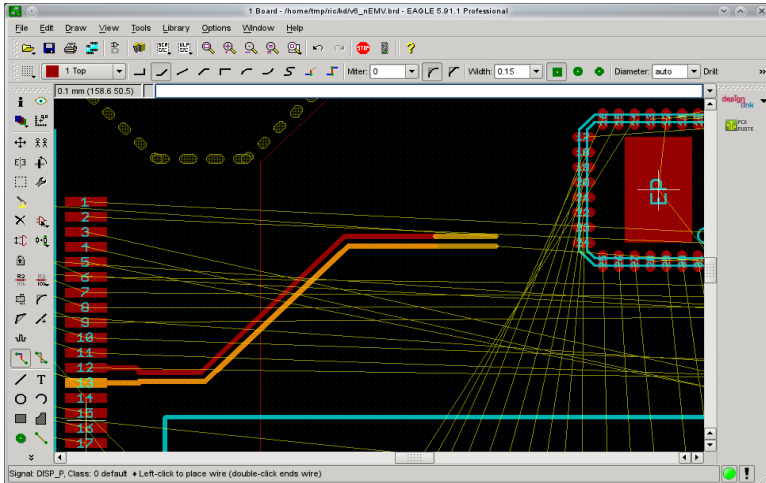 1 Board - /home/tmp/ric/kd/v6_nEMV.brd - EAGLE 5.91.1 Professional
File Edit Draw View Tools Library Options Window Help
1 Top Miter: 0 Width: 0.15 Diameter: auto Drill:
0.1 mm (158.6 50.5)
design link
PCB QUOTE
EP
1
2
3
4
5
6
7
8
9
10
11
12
13
14
15
16
17
Signal: DISP_P, Class: 0 default ♦ Left-click to place wire (double-click ends wire)